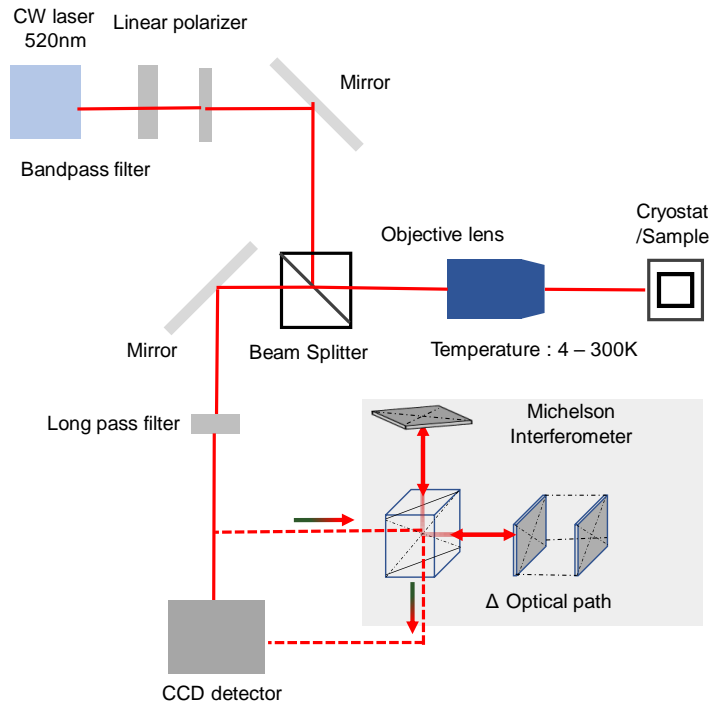 CW laser
520nm
Linear polarizer
Mirror
Bandpass filter
Objective lens
Cryostat
/Sample
Mirror
Beam Splitter
Temperature : 4 – 300K
Long pass filter
Michelson
Interferometer
Δ Optical path
CCD detector